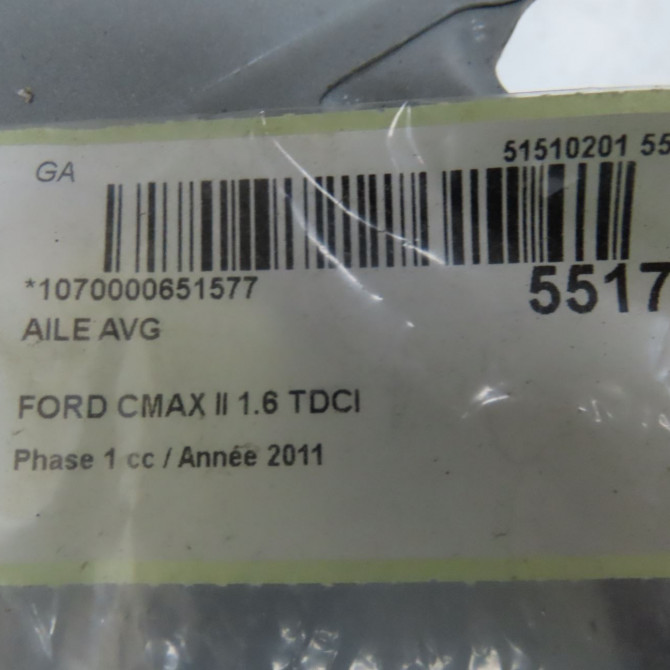 GA
51510201 55
*1070000651577
5517
AILE AVG
FORD CMAX II 1.6 TDCI
Phase 1 cc / Année 2011